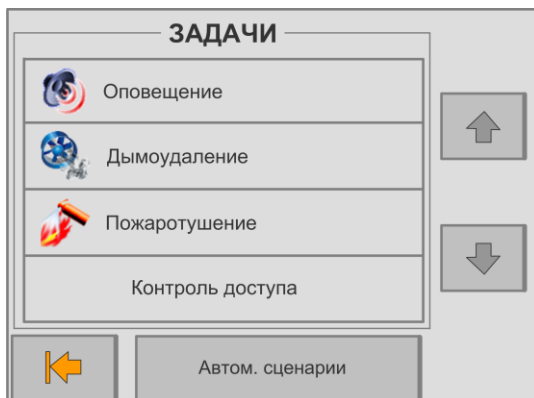 ЗАДАЧИ
Оповещение
Дымоудаление
Пожаротушение
Контроль доступа
Автом. сценарии